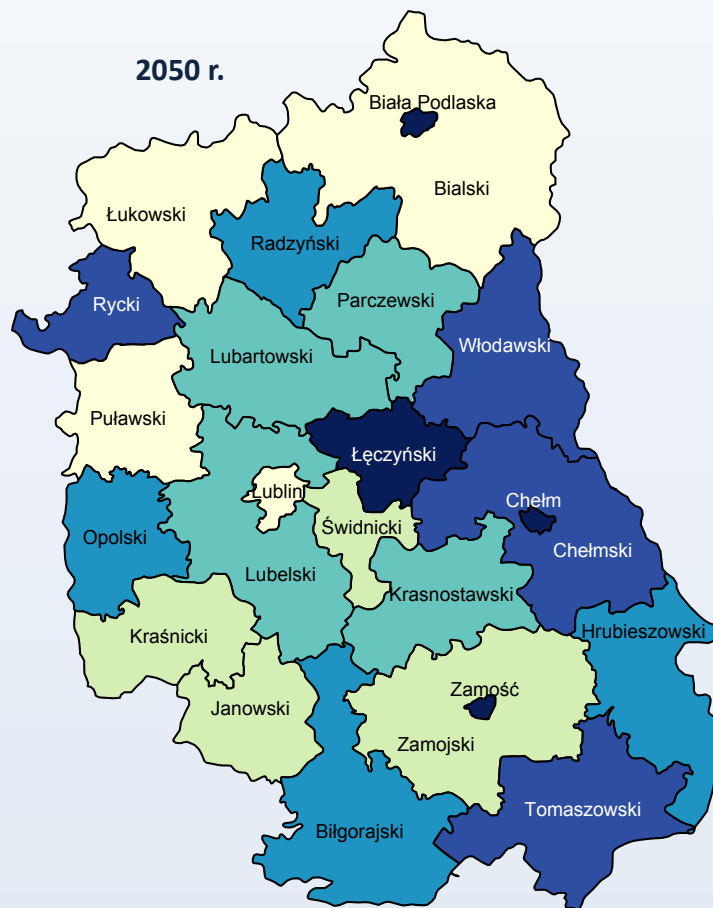 2050 r.
Biała Podlaska
Bialski
Łukowski
Radzyński
Rycki
Parczewski
Włodawski
Lubartowski
Puławski
Łęczyński
Lublin
Chełm
Świdnicki
Opolski
Chełmski
Lubelski
Krasnostawski
Kraśnicki
Hrubieszowski
Zamość
Janowski
Zamojski
Tomaszowski
Biłgorajski